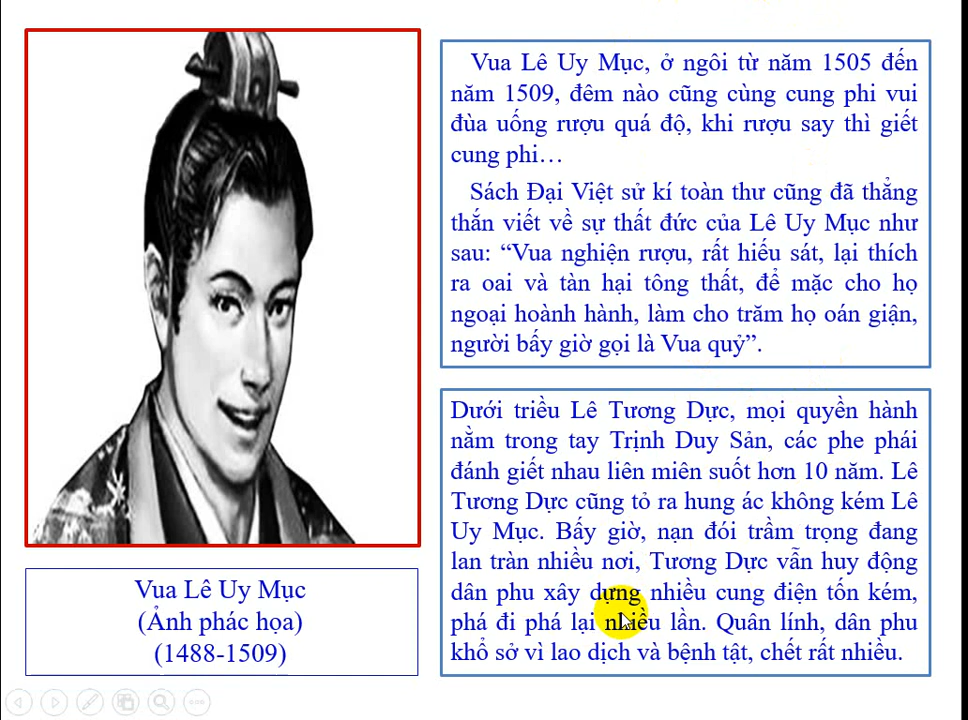 Vua Lê Uy Mục, ở ngôi từ năm 1505 đến
năm 1509, đêm nào cũng cùng cung phi vui
đùa uống rượu quá độ, khi rượu say thì giết
cung phi…
Sách Đại Việt sử kí toàn thư cũng đã thẳng
thắn viết về sự thất đức của Lê Uy Mục như
sau: “Vua nghiện rượu, rất hiếu sát, lại thích
ra oai và tàn hại tông thất, để mặc cho họ
ngoại hoành hành, làm cho trăm họ oán giận,
người bấy giờ gọi là Vua quỷ”.
Dưới triều Lê Tương Dực, mọi quyền hành
nằm trong tay Trịnh Duy Sản, các phe phái
đánh giết nhau liên miên suốt hơn 10 năm. Lê
Tương Dực cũng tỏ ra hung ác không kém Lê
Uy Mục. Bấy giờ, nạn đói trầm trọng đang
lan tràn nhiều nơi, Tương Dực vẫn huy động
dân phu xây dựng nhiều cung điện tốn kém,
phá đi phá lại nhiều lần. Quân lính, dân phu
khổ sở vì lao dịch và bệnh tật, chết rất nhiều.
Vua Lê Uy Mục
(Ảnh phác họa)
(1488-1509)